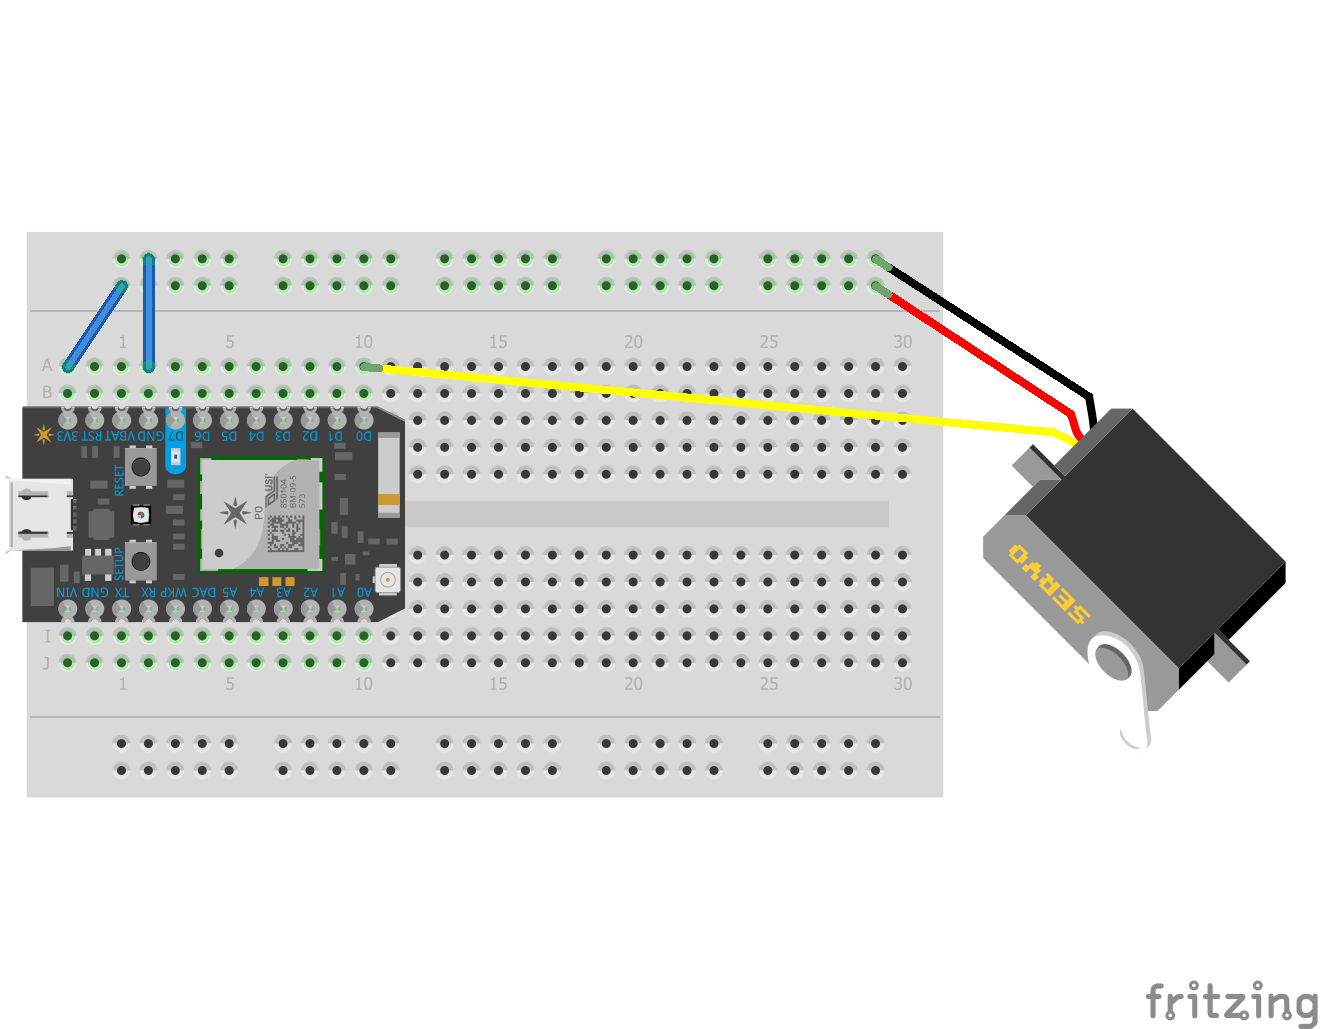 1 5 10 15 20 25 30
A
B
3V3 RST VBAT GND D7 D6 D5 D4 D3 D2 D1 D0
RESET
P0
USI
850104
BM-09-S
573
SETUP
SERVO
VIN GND TX RX WKP DAC A5 A4 A3 A2 A1 A0
I
J
1 5 10 15 20 25 30
fritzing